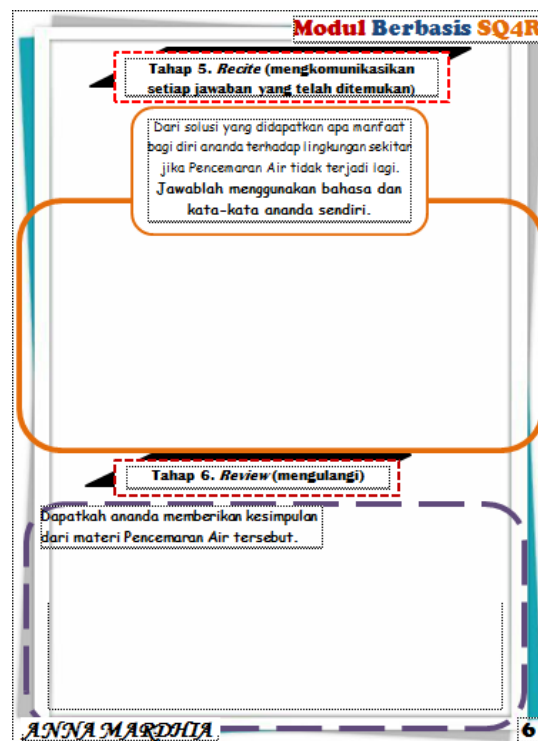 Modul Berbasis SQ4R
Tahap 5. Recite (mengkomunikasikan
setiap jawaban yang telah ditemukan)
Dari solusi yang didapatkan apa manfaat
bagi diri ananda terhadap lingkungan sekitar
jika Pencemaran Air tidak terjadi lagi.
Jawablah menggunakan bahasa dan
kata-kata ananda sendiri.
Tahap 6. Review (mengulangi)
Dapatkah ananda memberikan kesimpulan
dari materi Pencemaran Air tersebut.
ANNA MARDHIA
6